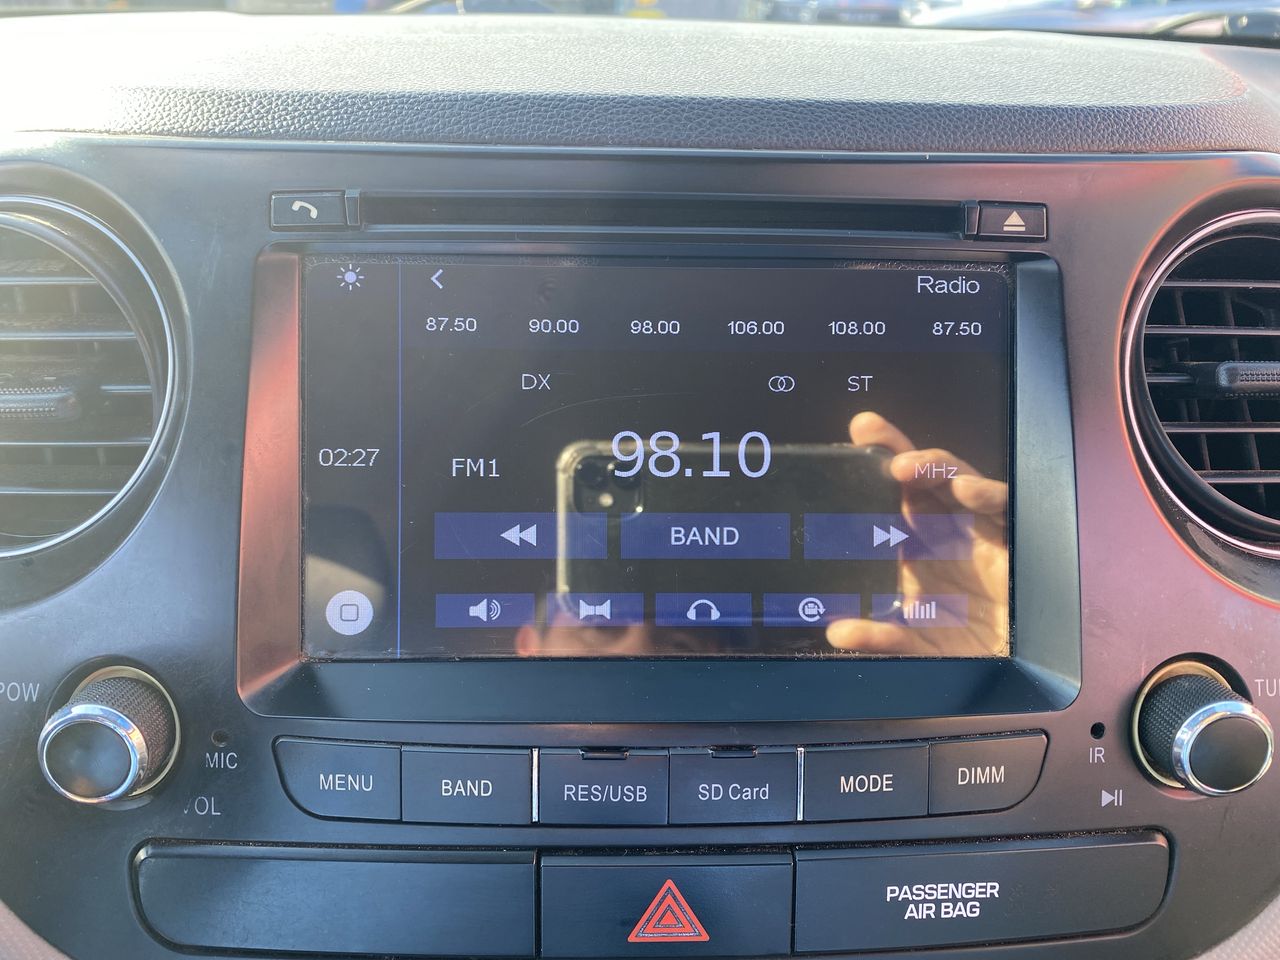 Radio
87.50 90.00 98.00 106.00 108.00 87.50
DX ST
02:27 FM1 98.10 MHz
BAND
POW
MIC
VOL
MENU BAND RES/USB SD Card MODE DIMM
IR
PASSENGER
AIR BAG